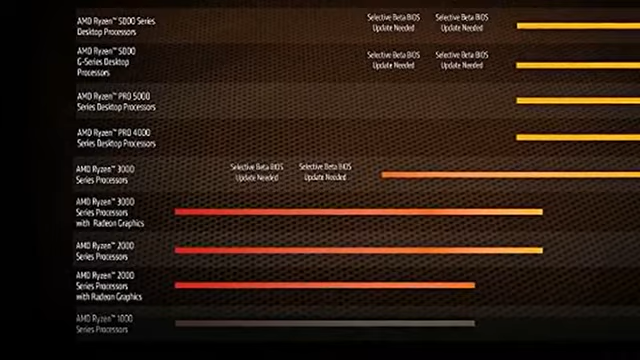 AMD Ryzen™ 5000 Series
Desktop Processors
Selective Beta BIOS
Update Needed
Selective Beta BIOS
Update Needed
AMD Ryzen™ 5000
G-Series Desktop
Processors
Selective Beta BIOS
Update Needed
Selective Beta BIOS
Update Needed
AMD Ryzen™ PRO 5000
Series Desktop Processors
AMD Ryzen™ PRO 4000
Series Desktop Processors
AMD Ryzen™ 3000
Series Processors
Selective Beta BIOS
Update Needed
Selective Beta BIOS
Update Needed
AMD Ryzen™ 3000
Series Processors
with Radeon Graphics
AMD Ryzen™ 2000
Series Processors
AMD Ryzen™ 2000
Series Processors
with Radeon Graphics
AMD Ryzen™ 1000
Series Processors